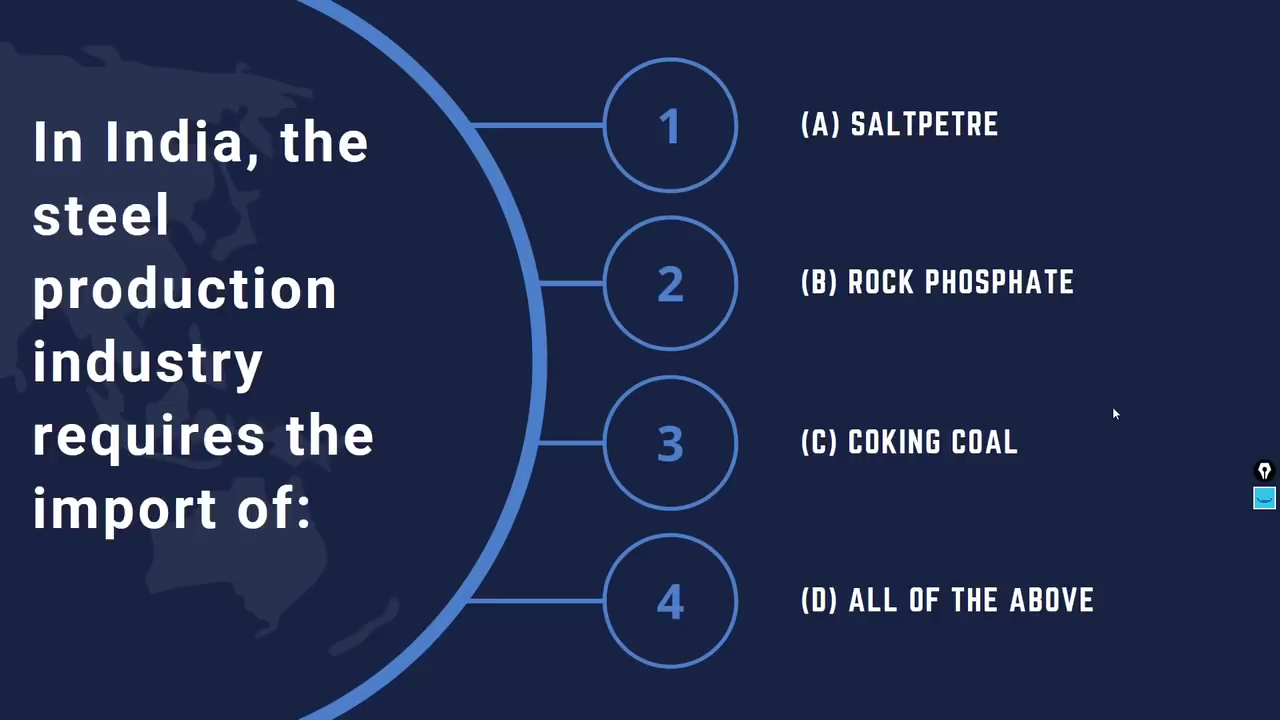 In India, the
steel
production
industry
requires the
import of:
1
(A) SALTPETRE
2
(B) ROCK PHOSPHATE
3
(C) COKING COAL
4
(D) ALL OF THE ABOVE